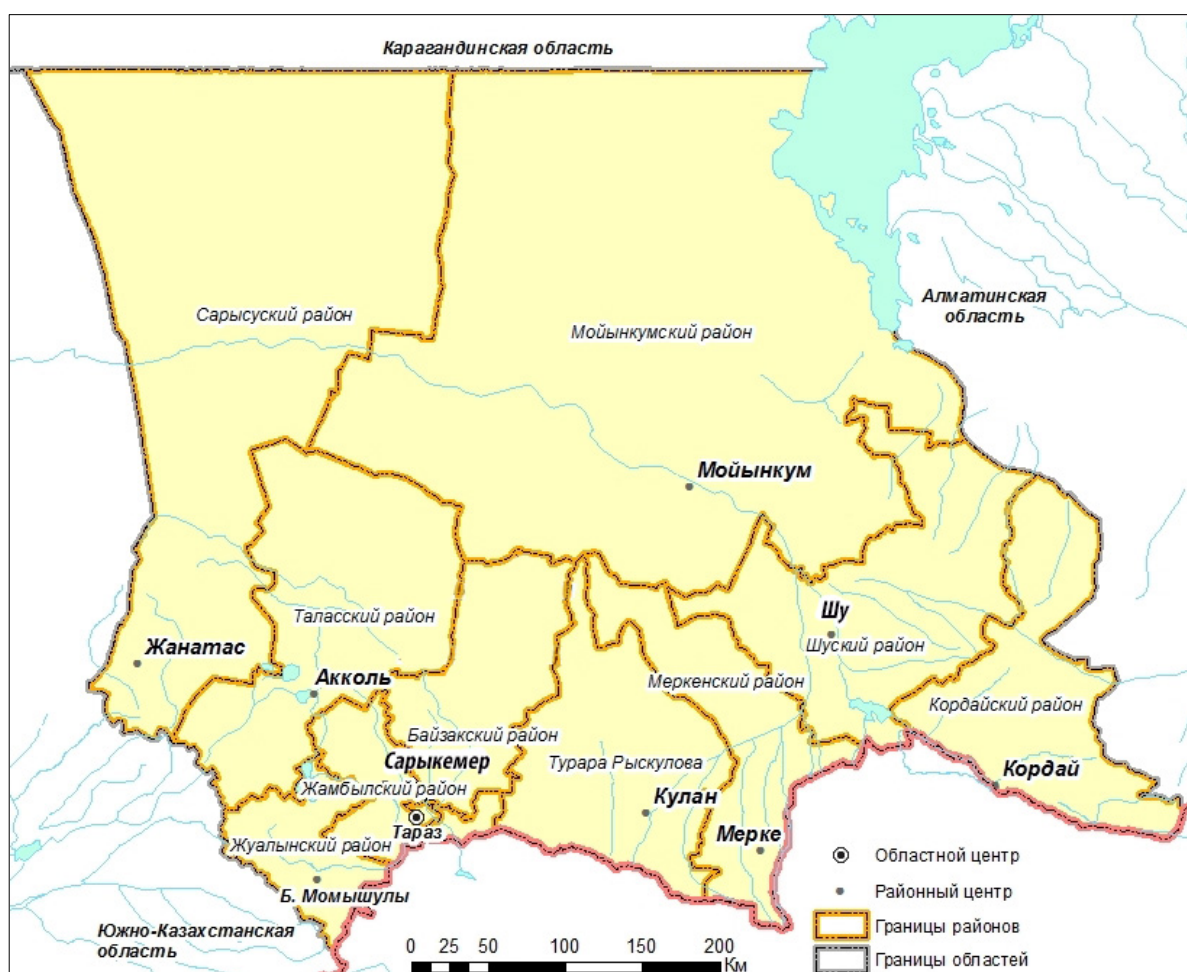 Карагандинская область
Сарысуский район
Мойынкумский район
Алматинская
область
Мойынкум
Таласский район
Жанатас
Акколь
Шу
Шуский район
Меркенский район
Кордайский район
Байзакский район
Сарыкемер
Турара Рыскулова
Кордай
Жамбылский район
Кулан
Тараз
Мерке
Жуалынский район
Б. Момышулы
Южно-Казахстанская
область
0 25 50 100 150 200
Км
Областной центр
Районный центр
Границы районов
Границы областей